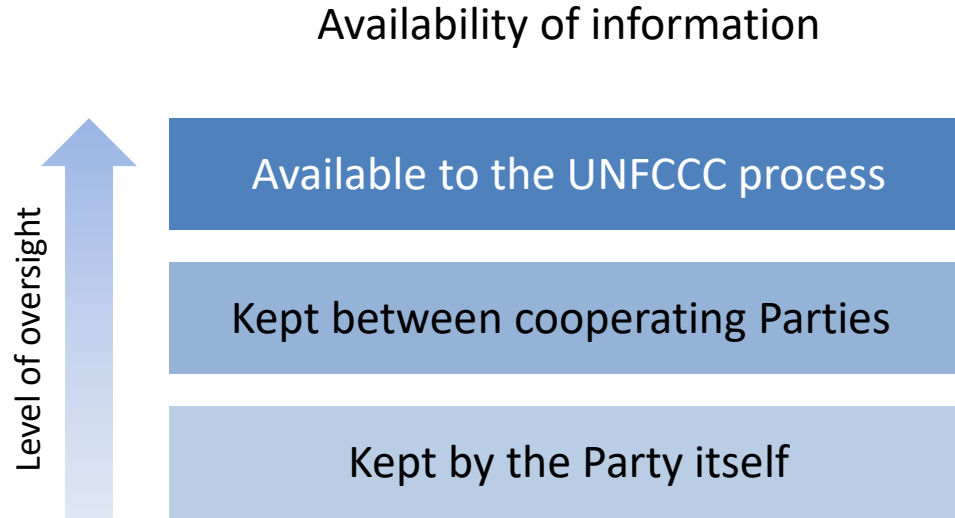 Availability of information
Level of oversight
Available to the UNFCCC process
Kept between cooperating Parties
Kept by the Party itself